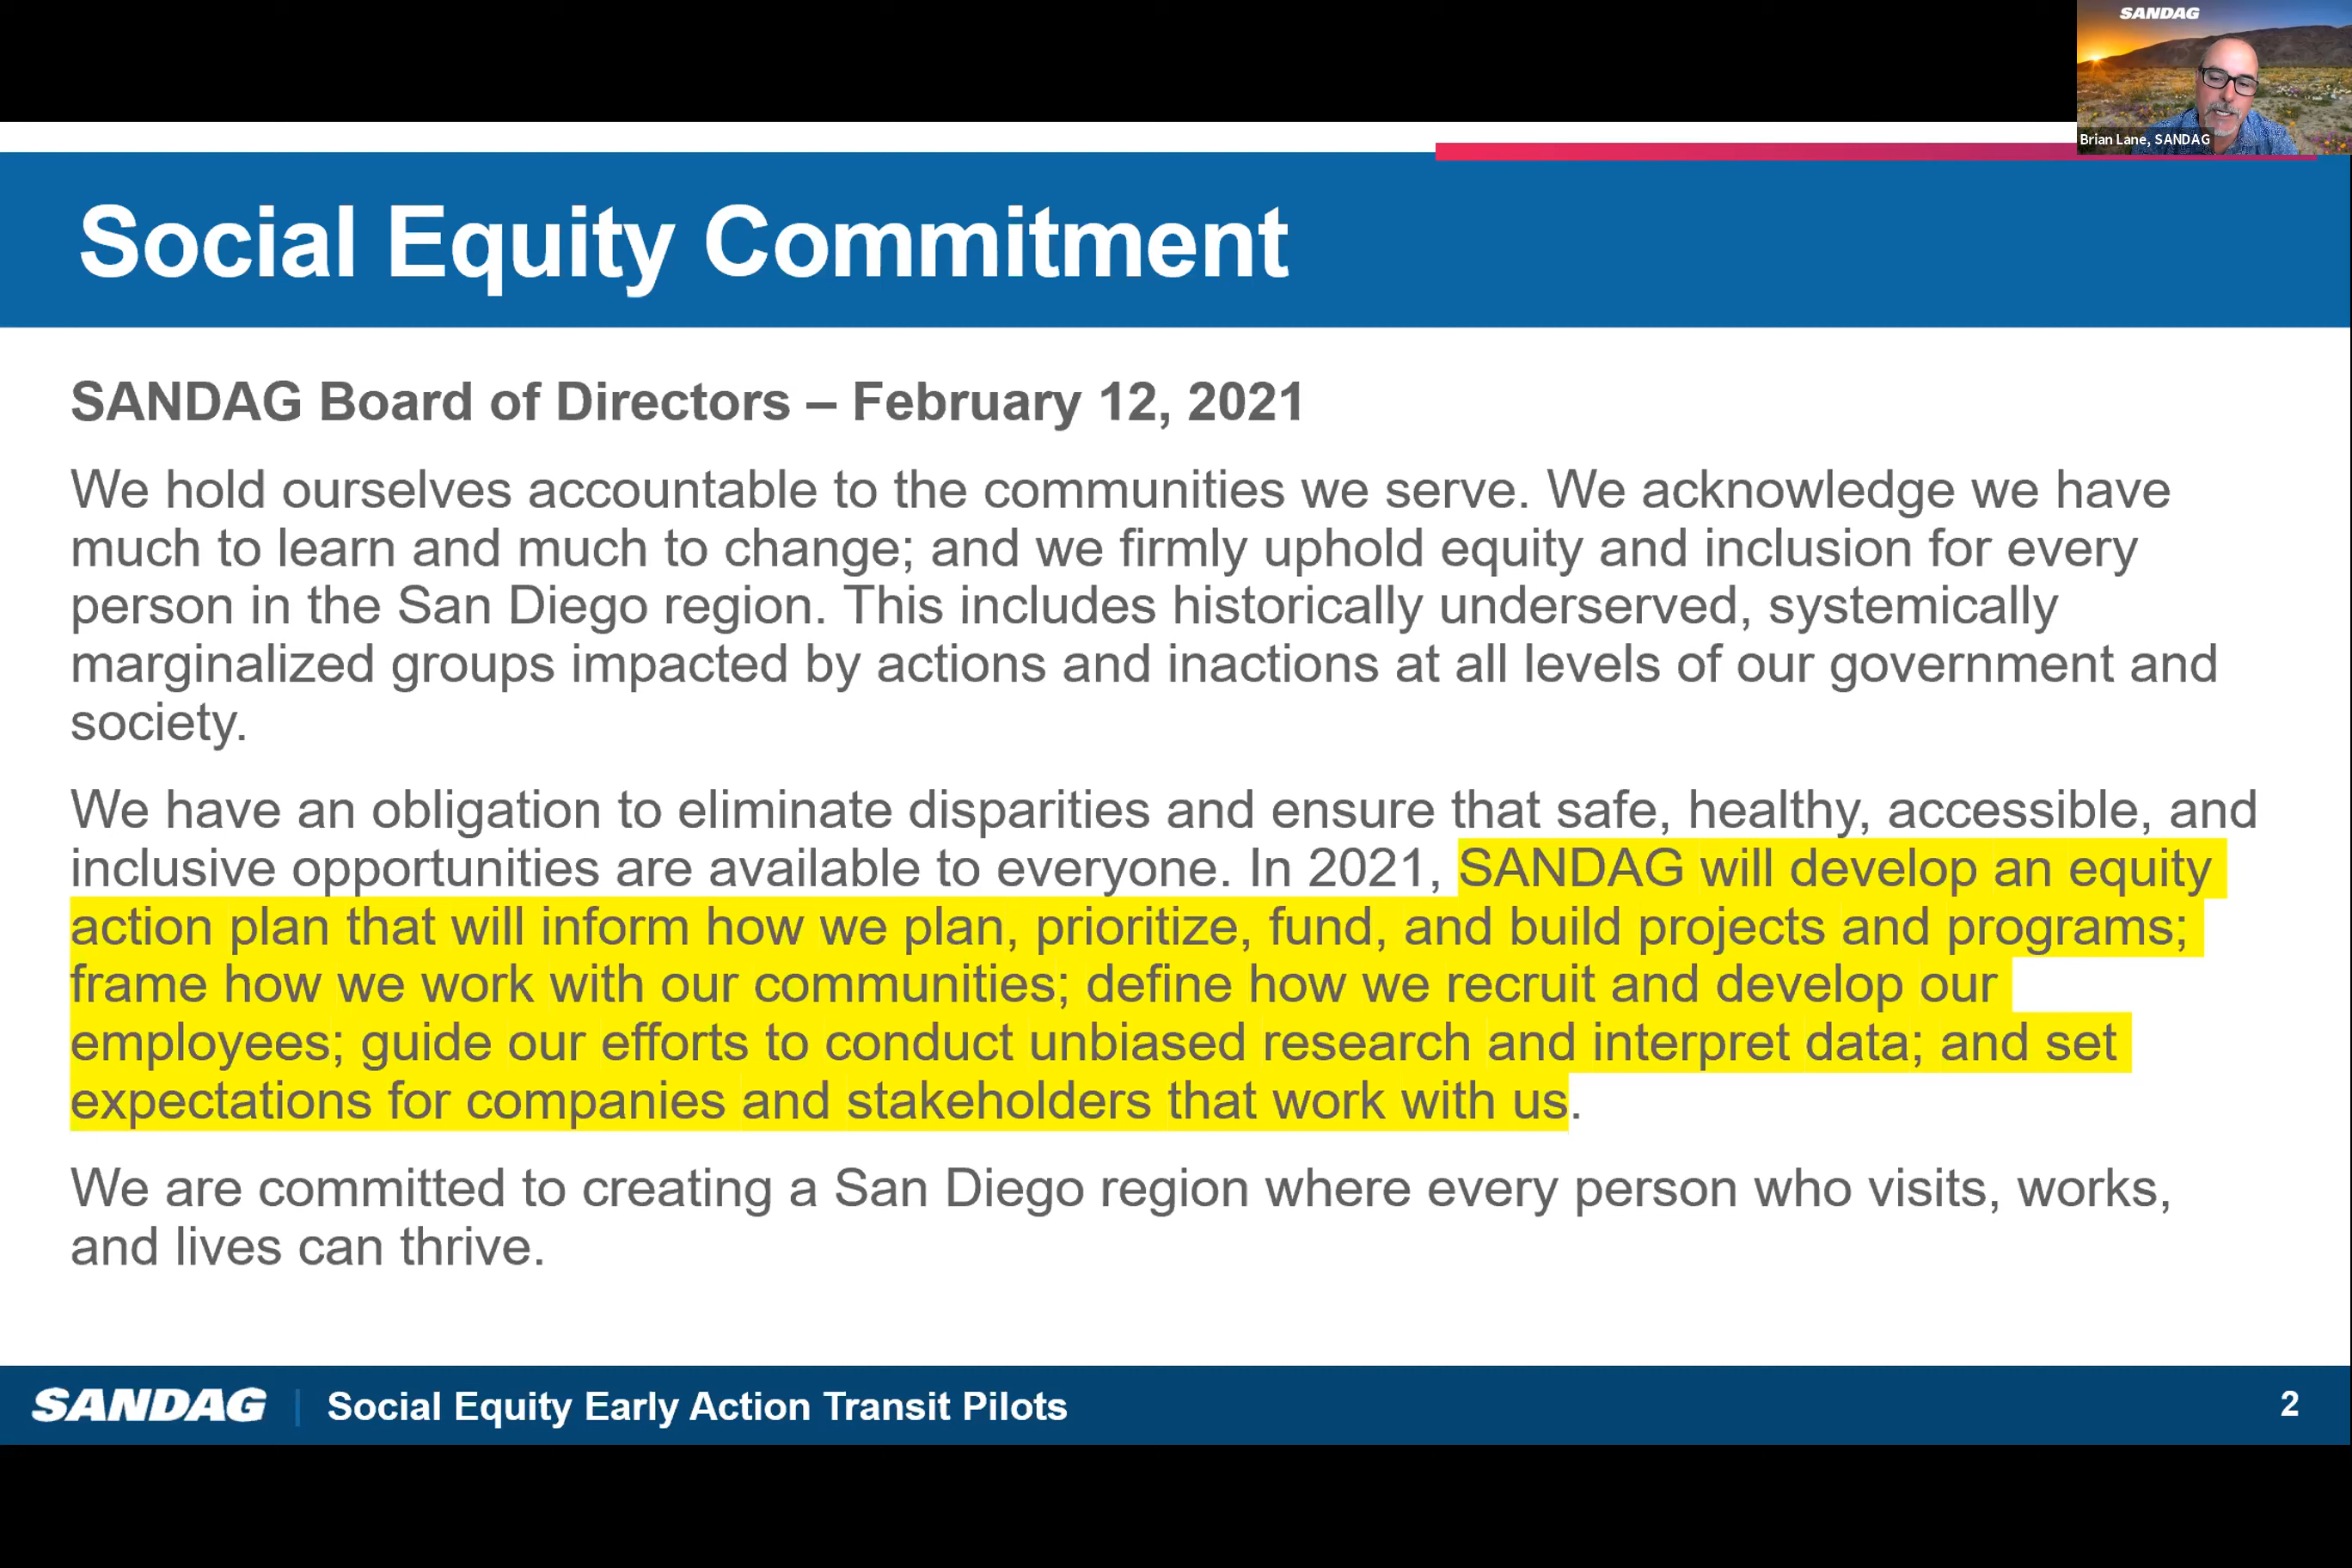 SANDAG
Brian Lane, SANDAG
Social Equity Commitment
SANDAG Board of Directors – February 12, 2021
We hold ourselves accountable to the communities we serve. We acknowledge we have
much to learn and much to change; and we firmly uphold equity and inclusion for every
person in the San Diego region. This includes historically underserved, systemically
marginalized groups impacted by actions and inactions at all levels of our government and
society.
We have an obligation to eliminate disparities and ensure that safe, healthy, accessible, and
inclusive opportunities are available to everyone. In 2021, SANDAG will develop an equity
action plan that will inform how we plan, prioritize, fund, and build projects and programs;
frame how we work with our communities; define how we recruit and develop our
employees; guide our efforts to conduct unbiased research and interpret data; and set
expectations for companies and stakeholders that work with us.
We are committed to creating a San Diego region where every person who visits, works,
and lives can thrive.
SANDAG | Social Equity Early Action Transit Pilots
2